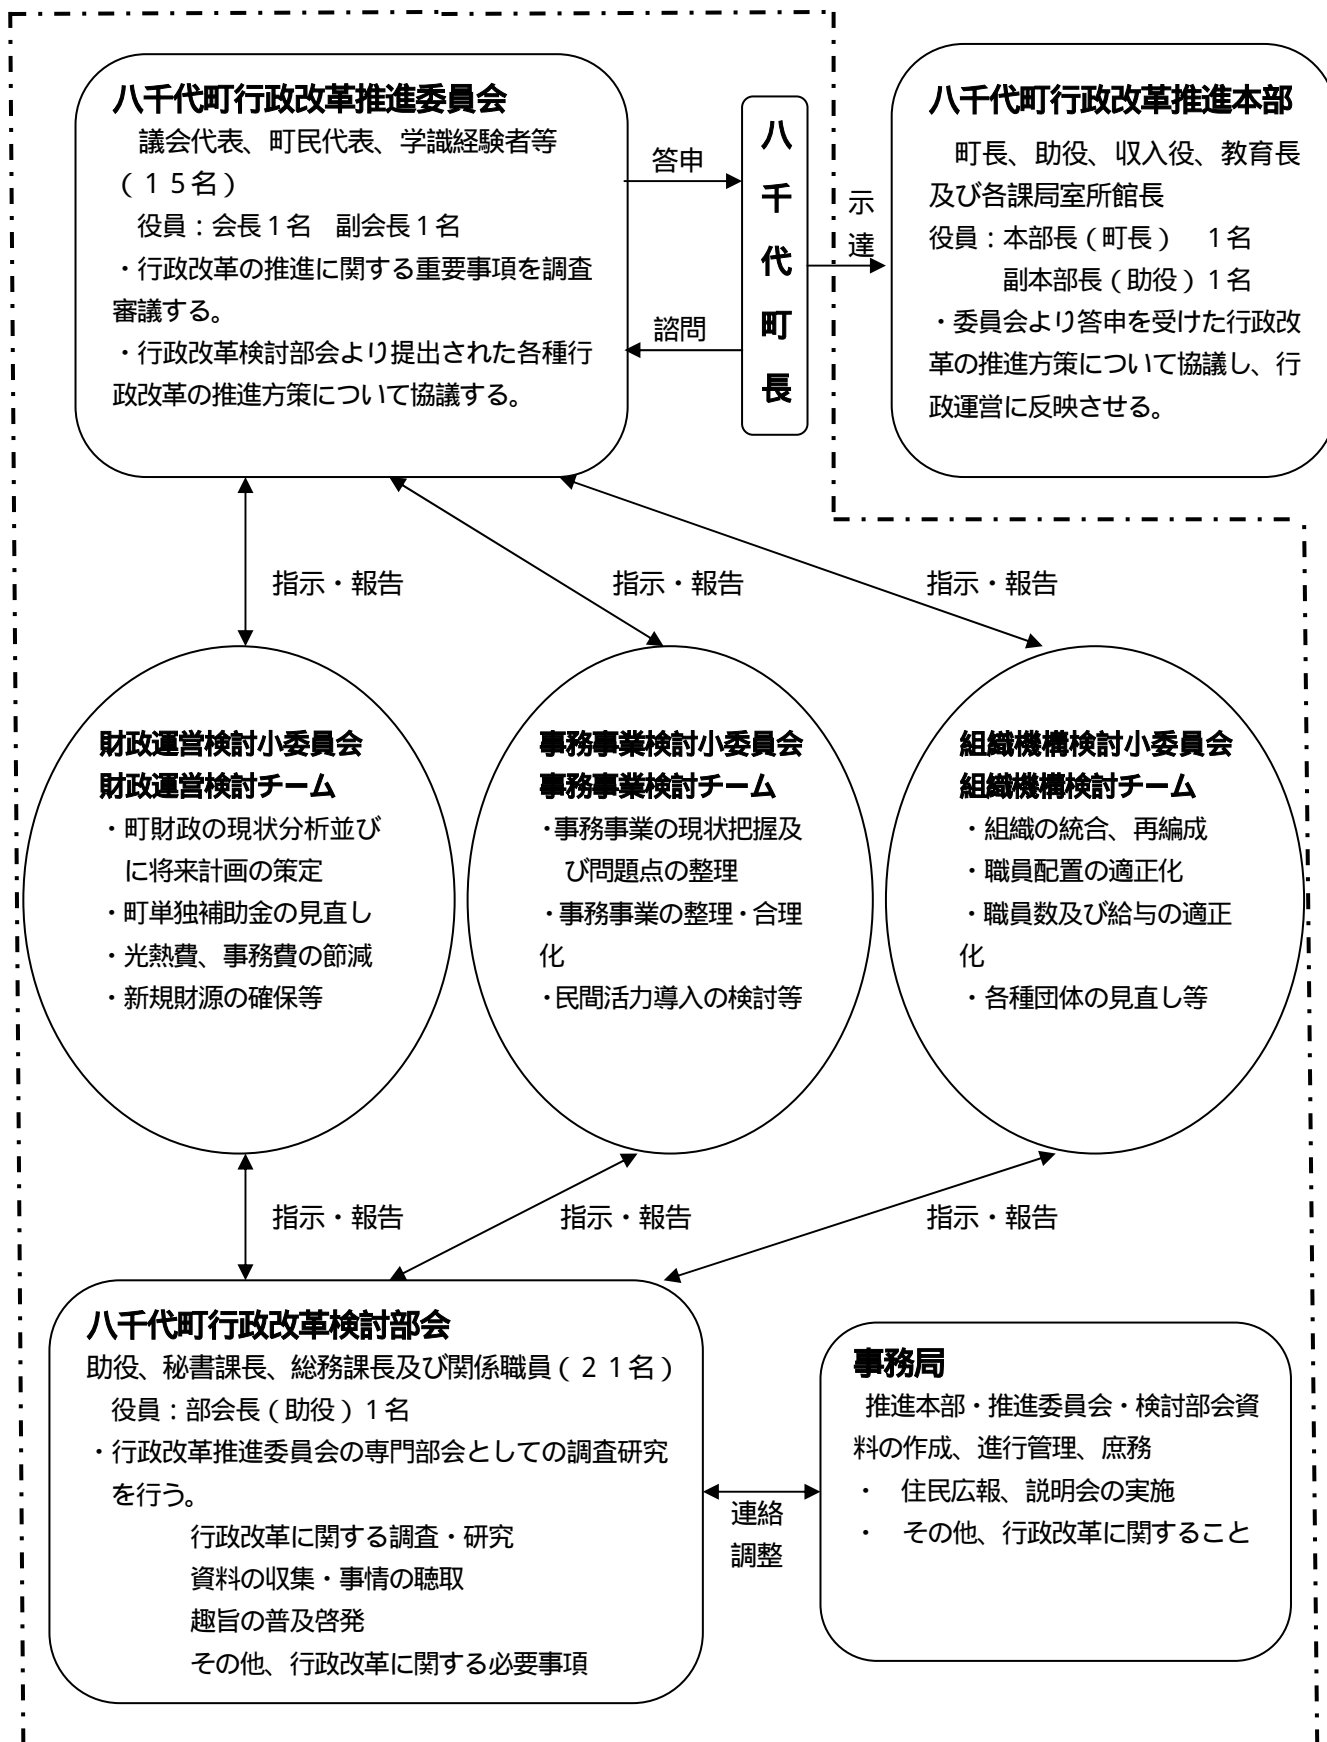 八千代町行政改革推進委員会
議会代表、町民代表、学識経験者等
(15名)
役員:会長1名 副会長1名
・行政改革の推進に関する重要事項を調査
審議する。
・行政改革検討部会より提出された各種行
政改革の推進方策について協議する。
答申
諮問
八千代町長
示達
八千代町行政改革推進本部
町長、助役、収入役、教育長
及び各課局室所館長
役員:本部長(町長) 1名
副本部長(助役)1名
・委員会より答申を受けた行政改
革の推進方策について協議し、行
政運営に反映させる。
指示・報告
指示・報告
指示・報告
財政運営検討小委員会
財政運営検討チーム
・町財政の現状分析並び
に将来計画の策定
・町単独補助金の見直し
・光熱費、事務費の節減
・新規財源の確保等
事務事業検討小委員会
事務事業検討チーム
・事務事業の現状把握及
び問題点の整理
・事務事業の整理・合理
化
・民間活力導入の検討等
組織機構検討小委員会
組織機構検討チーム
・組織の統合、再編成
・職員配置の適正化
・職員数及び給与の適正
化
・各種団体の見直し等
指示・報告
指示・報告
指示・報告
八千代町行政改革検討部会
助役、秘書課長、総務課長及び関係職員(21名)
役員:部会長(助役)1名
・行政改革推進委員会の専門部会としての調査研究
を行う。
行政改革に関する調査・研究
資料の収集・事情の聴取
趣旨の普及啓発
その他、行政改革に関する必要事項
連絡
調整
事務局
推進本部・推進委員会・検討部会資
料の作成、進行管理、庶務
・ 住民広報、説明会の実施
・ その他、行政改革に関すること